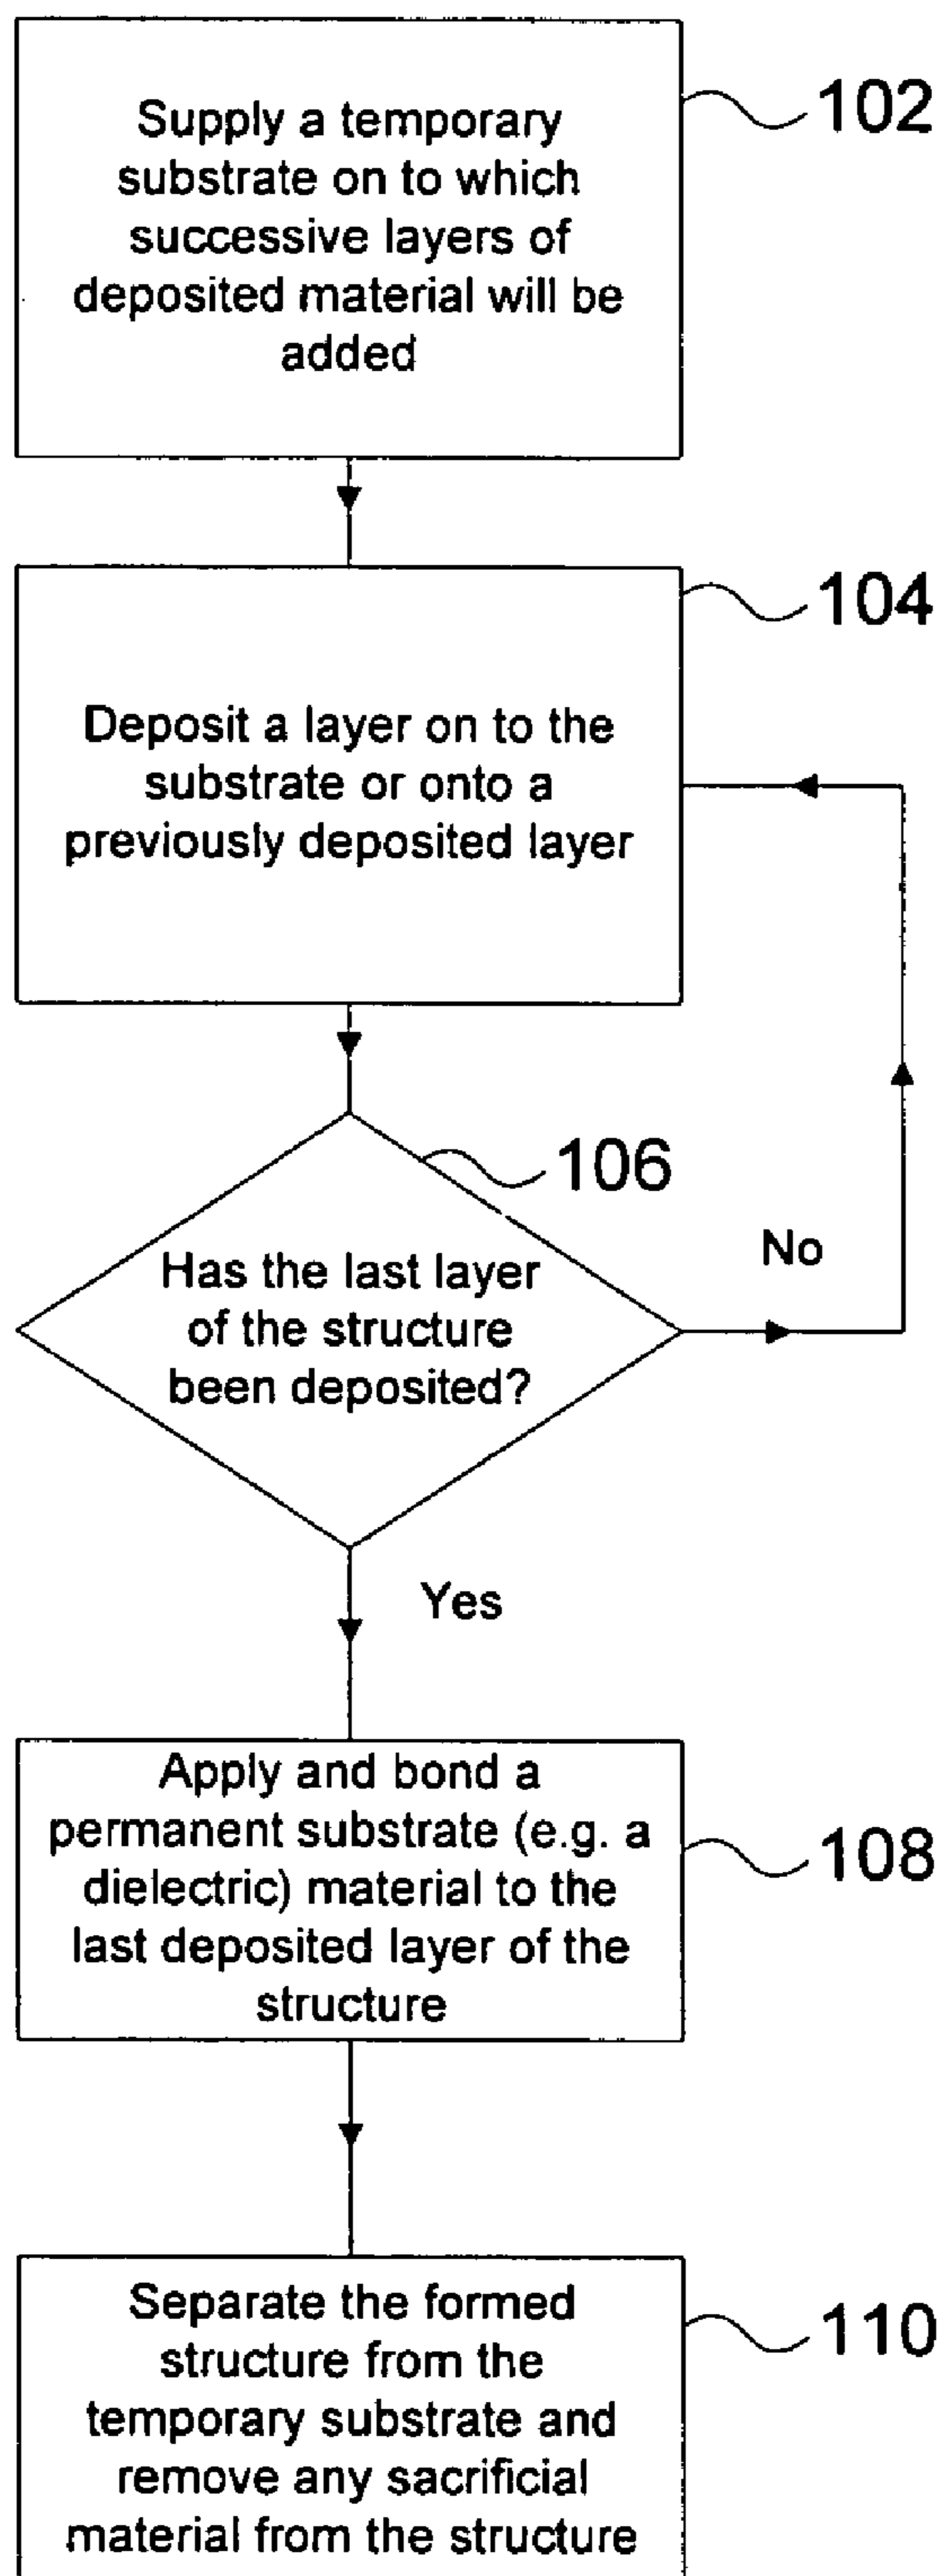 Supply a temporary
substrate on to which
successive layers of
deposited material will be
added
102
Deposit a layer on to the
substrate or onto a
previously deposited layer
104
Has the last layer
of the structure
been deposited?
106
No
Yes
Apply and bond a
permanent substrate (e.g. a
dielectric) material to the
last deposited layer of the
structure
108
Separate the formed
structure from the
temporary substrate and
remove any sacrificial
material from the structure
110